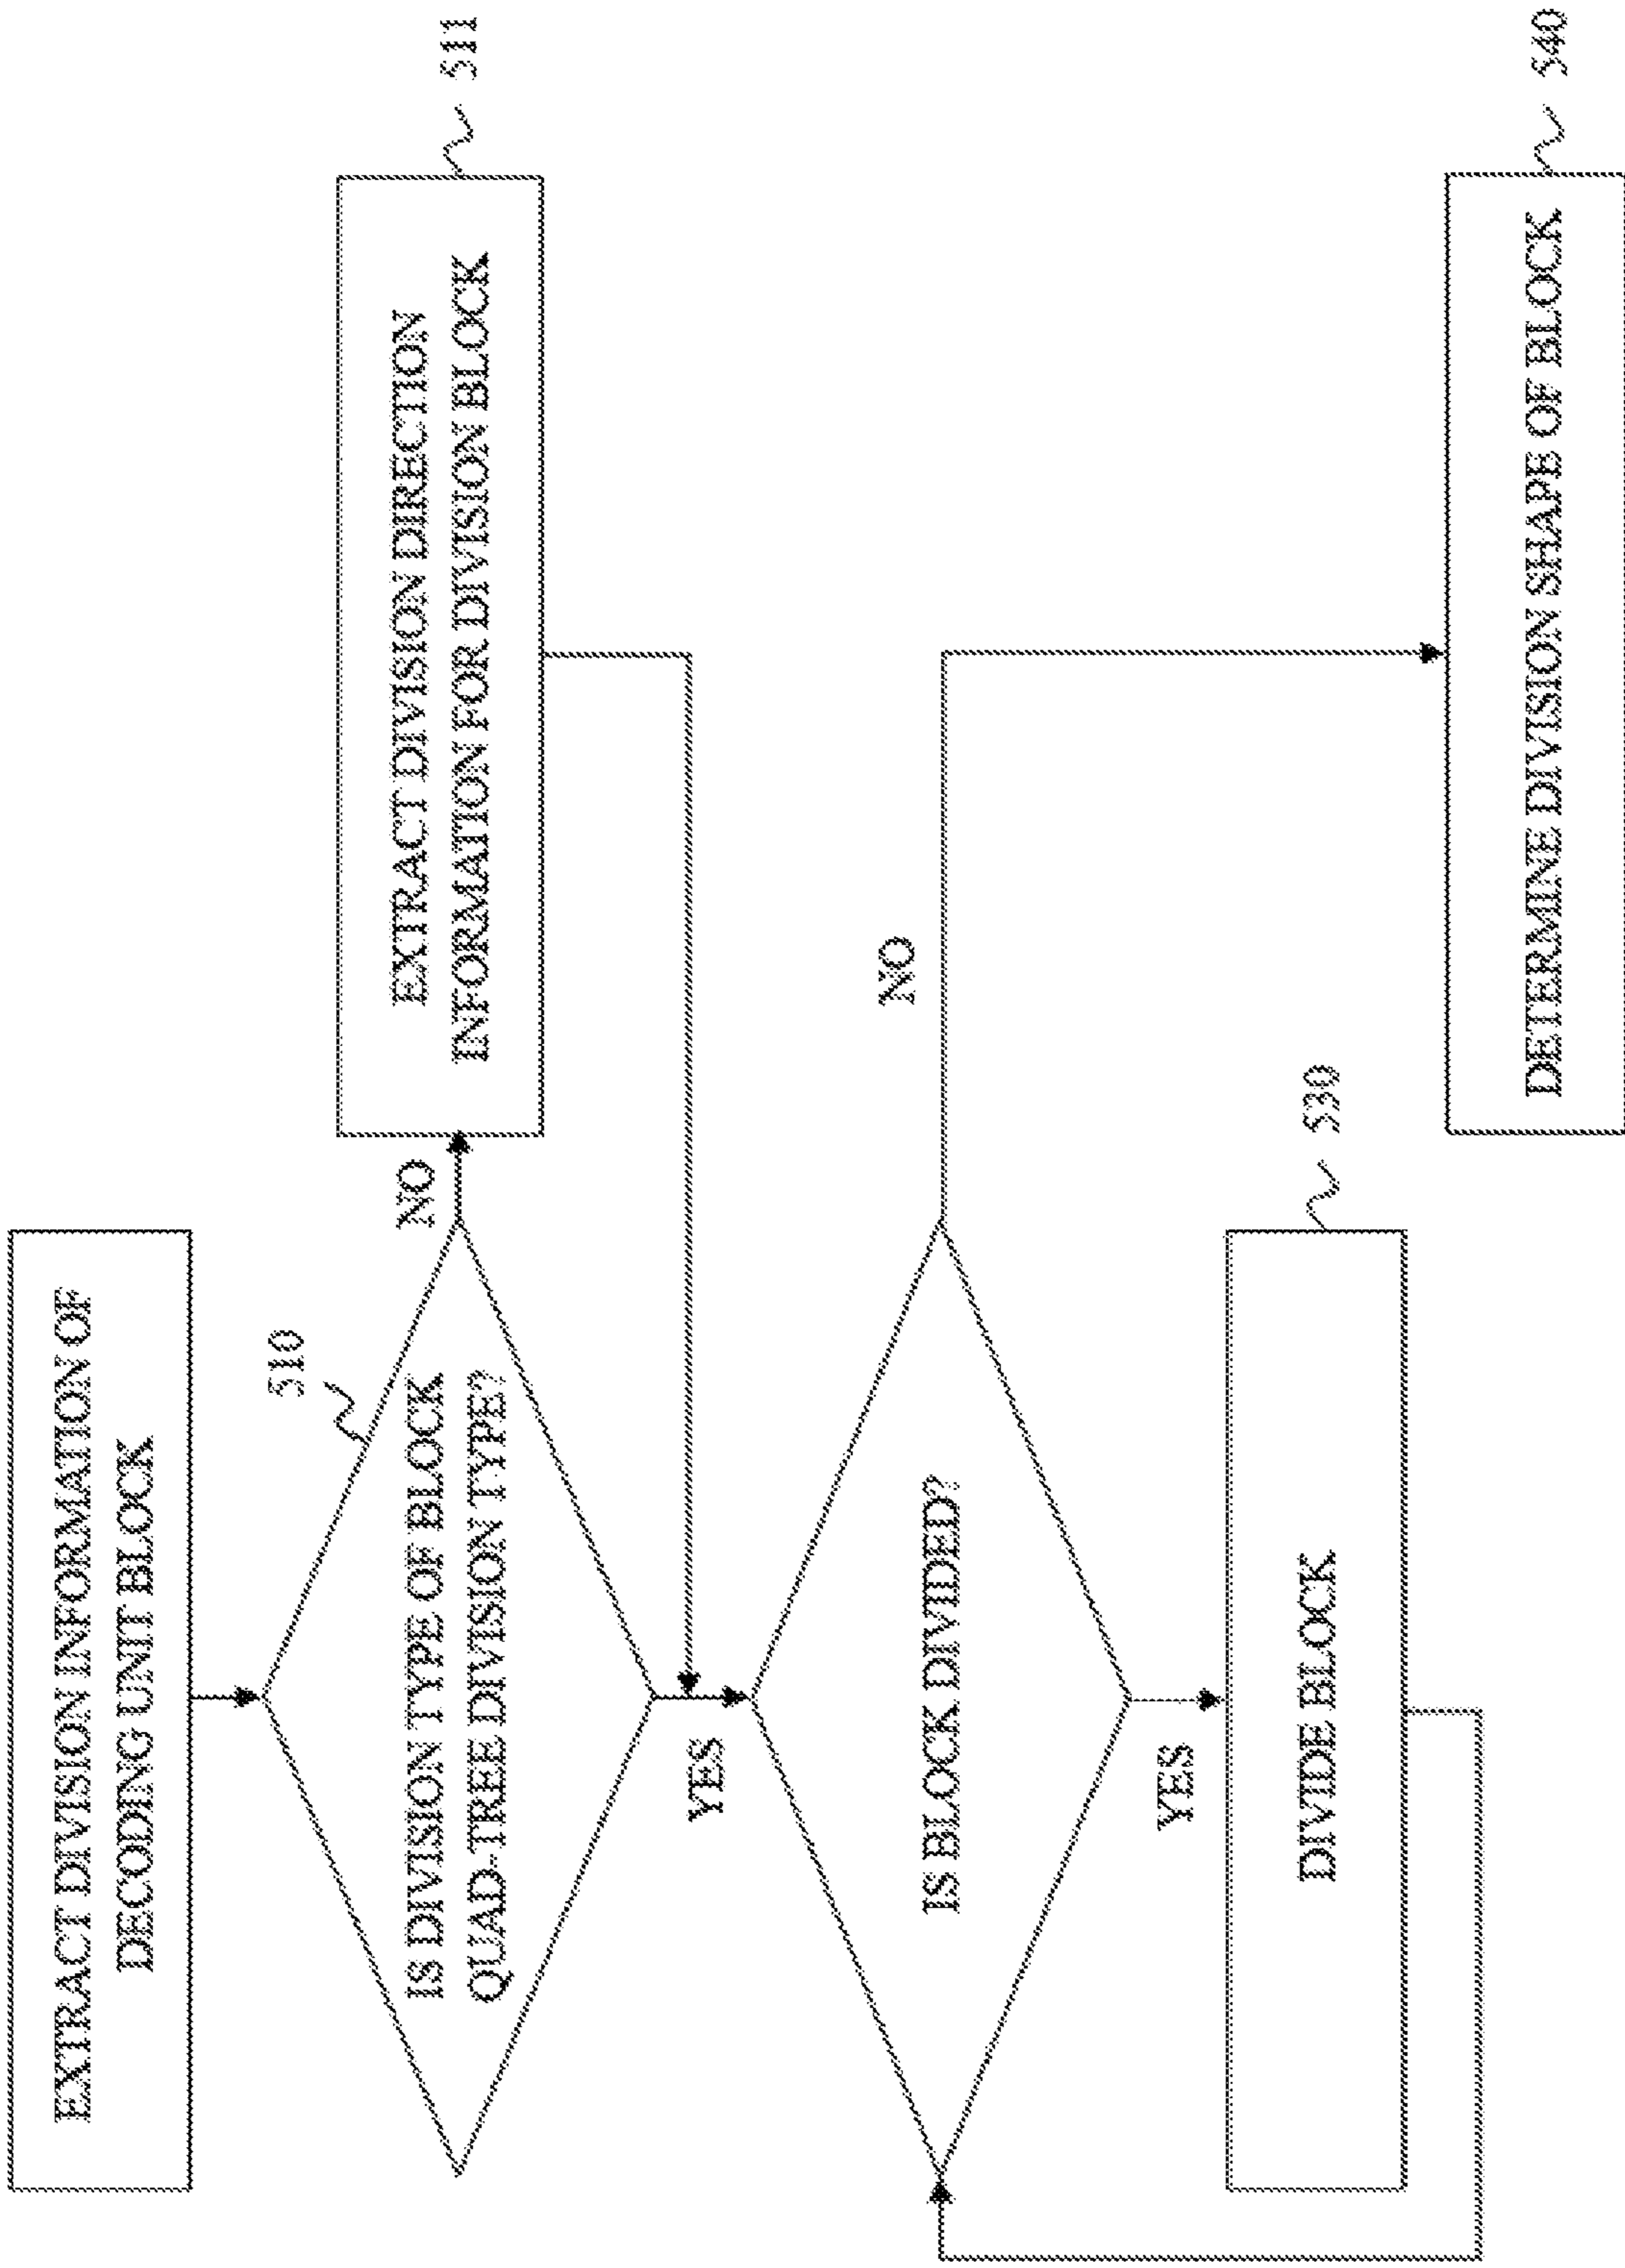 EXTRACT DIVISION INFORMATION OF
DECODING UNIT BLOCK
510
IS DIVISION TYPE OF BLOCK
QUAD-TREE DIVISION TYPE?
NO
EXTRACT DIVISION DIRECTION
INFORMATION FOR DIVISION BLOCK
511
YES
IS BLOCK DIVIDED?
NO
YES
DIVIDE BLOCK
530
DETERMINE DIVISION SHAPE OF BLOCK
540